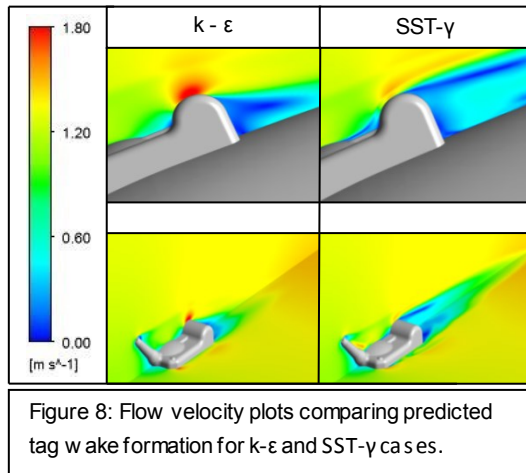 k - ε
SST-γ
1.80
1.20
0.60
0.00
[m s^-1]
Figure 8: Flow velocity plots comparing predicted
tag wake formation for k-ε and SST-γ cases.